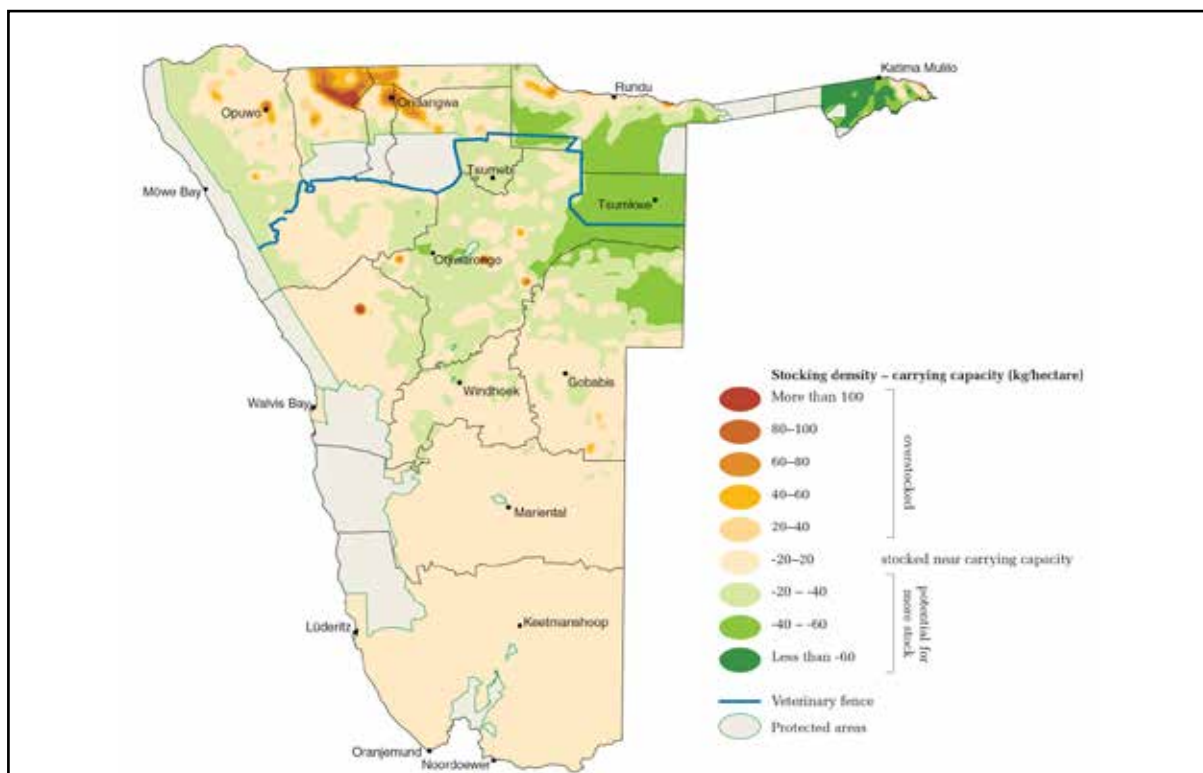 Katima Mulilo
Rundu
Ondangwa
Opuwo
Tsumeb
Möwe Bay
Tsumkwe
Otjiwarongo
Stocking density – carrying capacity (kg/hectare)
More than 100
80–100
60–80
40–60
20–40
overstocked
-20–20
stocked near carrying capacity
-20 – -40
-40 – -60
Less than -60
potential for
more stock
Veterinary fence
Protected areas
Gobabis
Windhoek
Walvis Bay
Mariental
Lüderitz
Keetmanshoop
Oranjemund
Noordoewer